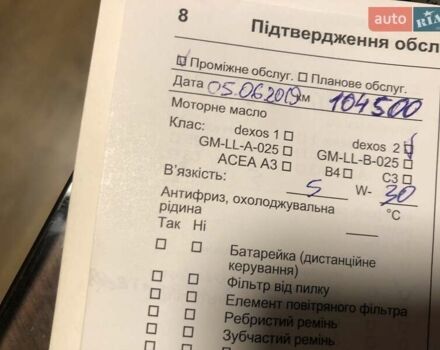 auto RIA
8 Підтвердження обсл
Проміжне обслуг. Планове обслуг.
Дата 05.06.2019 км 104500
Моторне масло
Клас: dexos 1 dexos 2
GM-LL-A-025 GM-LL-B-025
ACEA A3 B4 C3
В'язкість: 5 W- 30
Антифриз, охолоджувальна
рідина °C
Так Ні
Батарейка (дистанційне
керування)
Фільтр від пилку
Елемент повітряного фільтра
Ребристий ремінь
Зубчастий ремінь